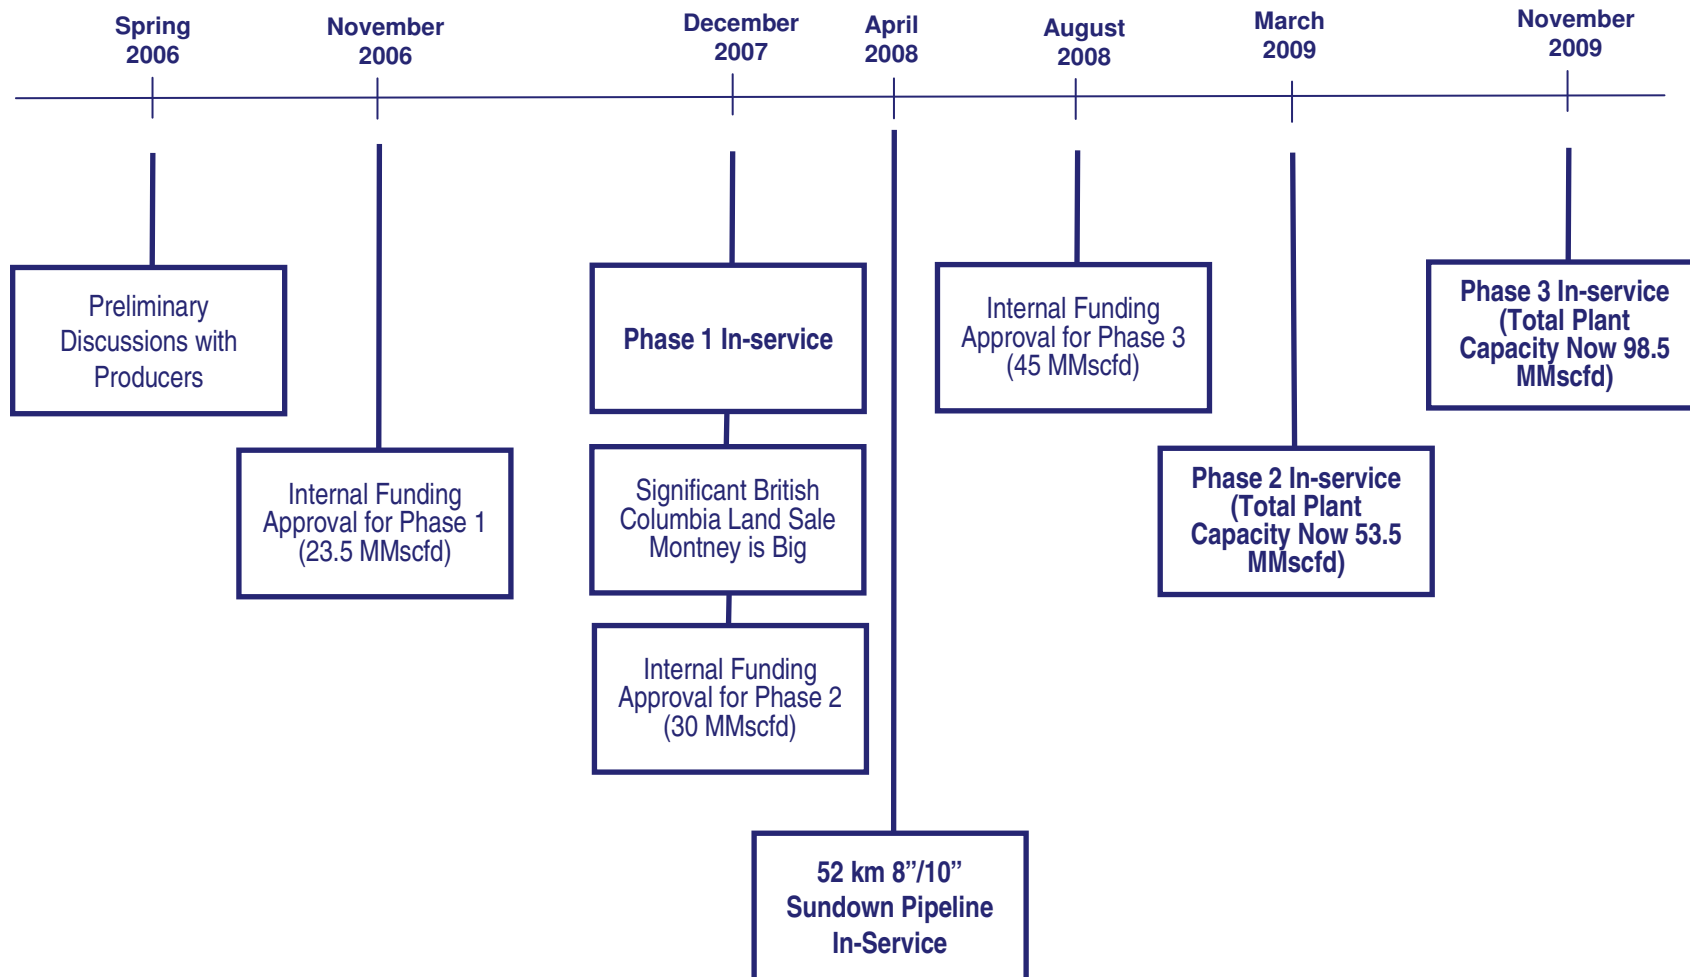 Spring
2006
November
2006
December
2007
April
2008
August
2008
March
2009
November
2009
Preliminary
Discussions with
Producers
Internal Funding
Approval for Phase 1
(23.5 MMscfd)
Phase 1 In-service
Significant British
Columbia Land Sale
Montney is Big
Internal Funding
Approval for Phase 2
(30 MMscfd)
52 km 8”/10”
Sundown Pipeline
In-Service
Internal Funding
Approval for Phase 3
(45 MMscfd)
Phase 2 In-service
(Total Plant
Capacity Now 53.5
MMscfd)
Phase 3 In-service
(Total Plant
Capacity Now 98.5
MMscfd)